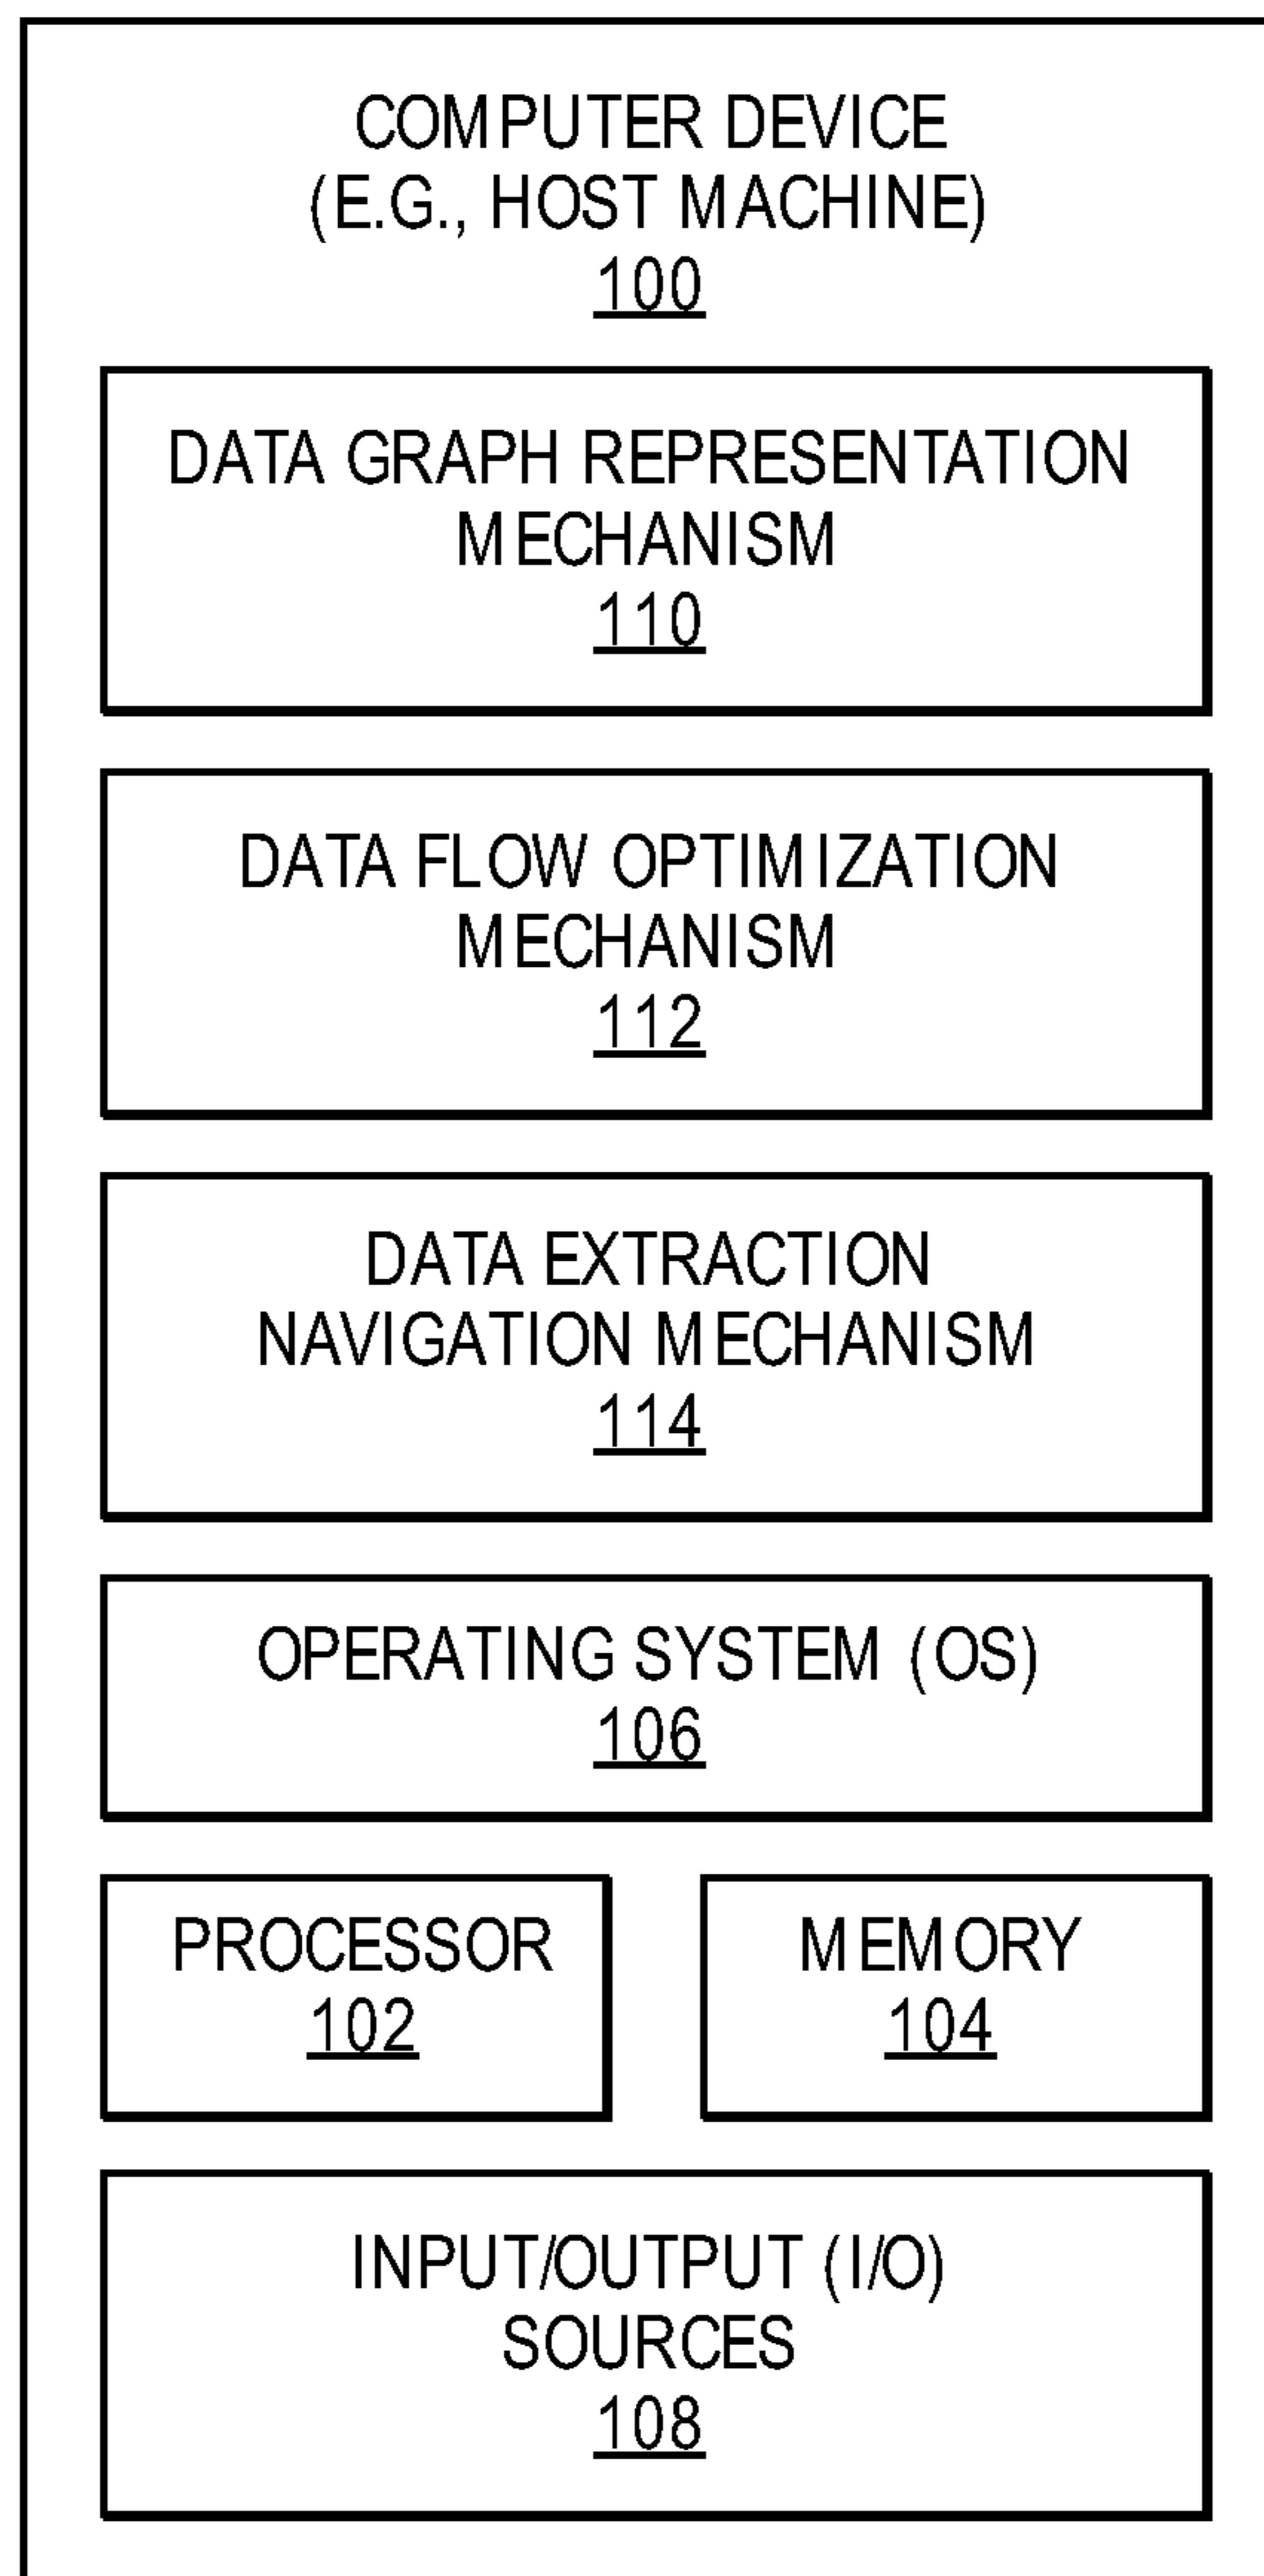 COMPUTER DEVICE
(E.G., HOST MACHINE)
100
DATA GRAPH REPRESENTATION
MECHANISM
110
DATA FLOW OPTIMIZATION
MECHANISM
112
DATA EXTRACTION
NAVIGATION MECHANISM
114
OPERATING SYSTEM (OS)
106
PROCESSOR
102
MEMORY
104
INPUT/OUTPUT (I/O)
SOURCES
108